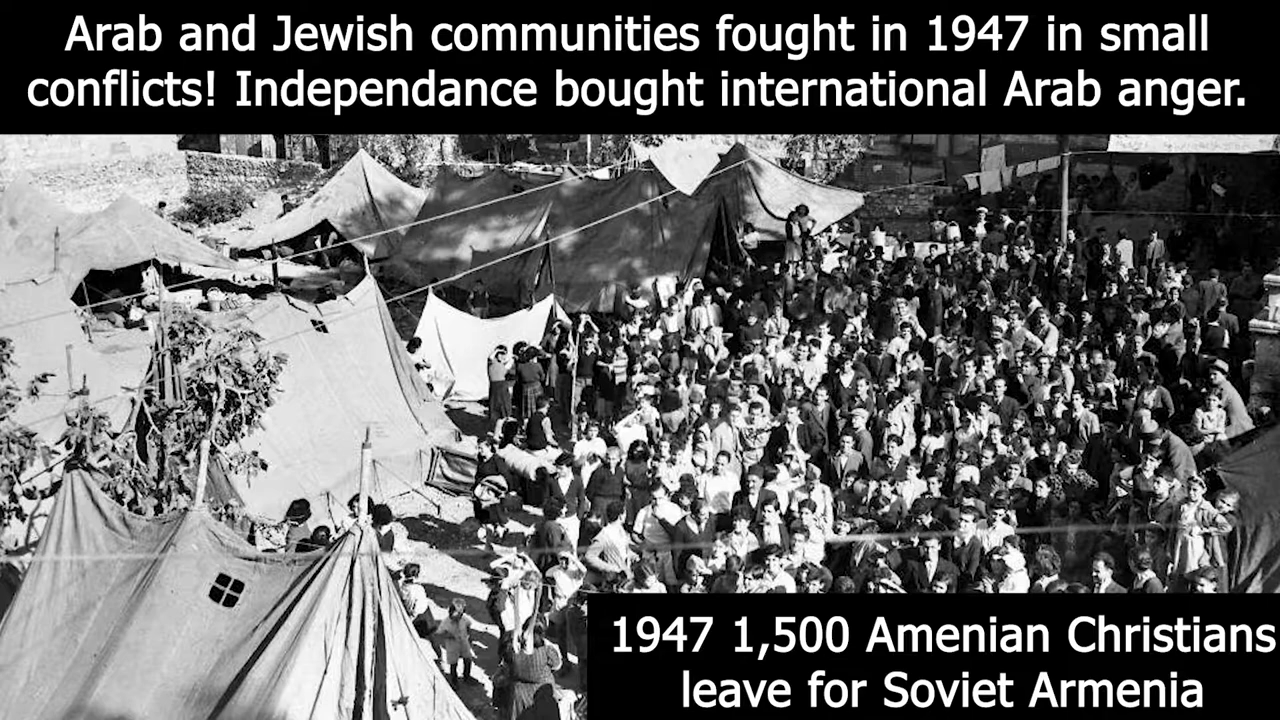 Arab and Jewish communities fought in 1947 in small
conflicts! Independance bought international Arab anger.
1947 1,500 Amenian Christians
leave for Soviet Armenia